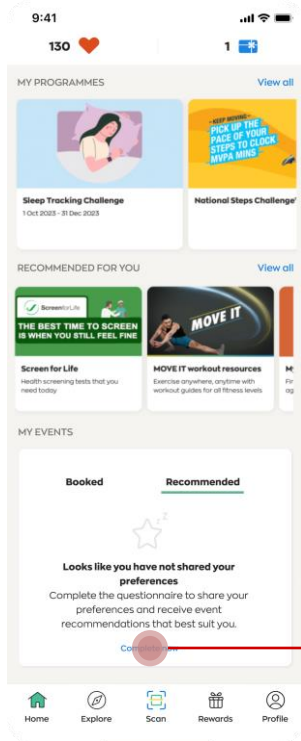 9:41
130
1
MY PROGRAMMES
View all
KEEP MOVING
PICK UP THE
PACE OF YOUR
STEPS TO CLOCK
MVPA MINS
Sleep Tracking Challenge
1 Oct 2023 - 31 Dec 2023
National Steps Challenge
RECOMMENDED FOR YOU
View all
ScreenforLife
THE BEST TIME TO SCREEN
IS WHEN YOU STILL FEEL FINE
MOVE IT
Screen for Life
Health screening tests that you
need today
MOVE IT workout resources
Exercise anywhere, anytime with
workout guides for all fitness levels
MY EVENTS
Booked
Recommended
z z
Looks like you have not shared your
preferences
Complete the questionnaire to share your
preferences and receive event
recommendations that best suit you.
Complete now
Home
Explore
Scan
Rewards
Profile